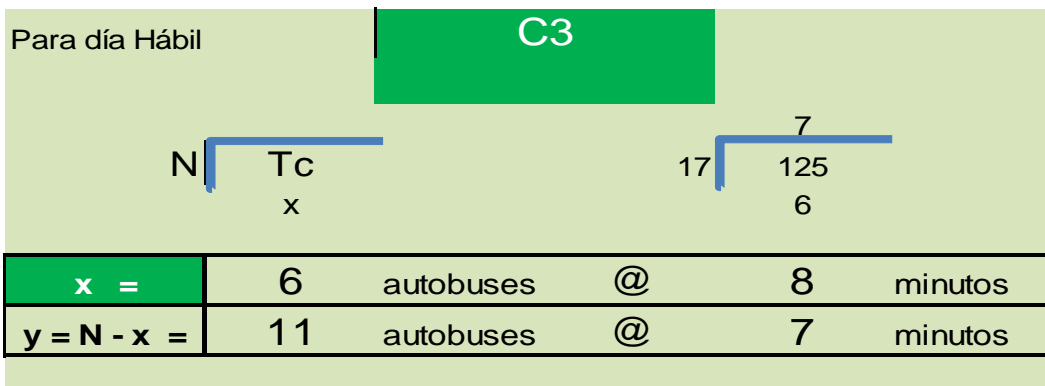 Para día Hábil C3
7
N Tc 17 125
x 6
x = 6 autobuses @ 8 minutos
y = N - x = 11 autobuses @ 7 minutos